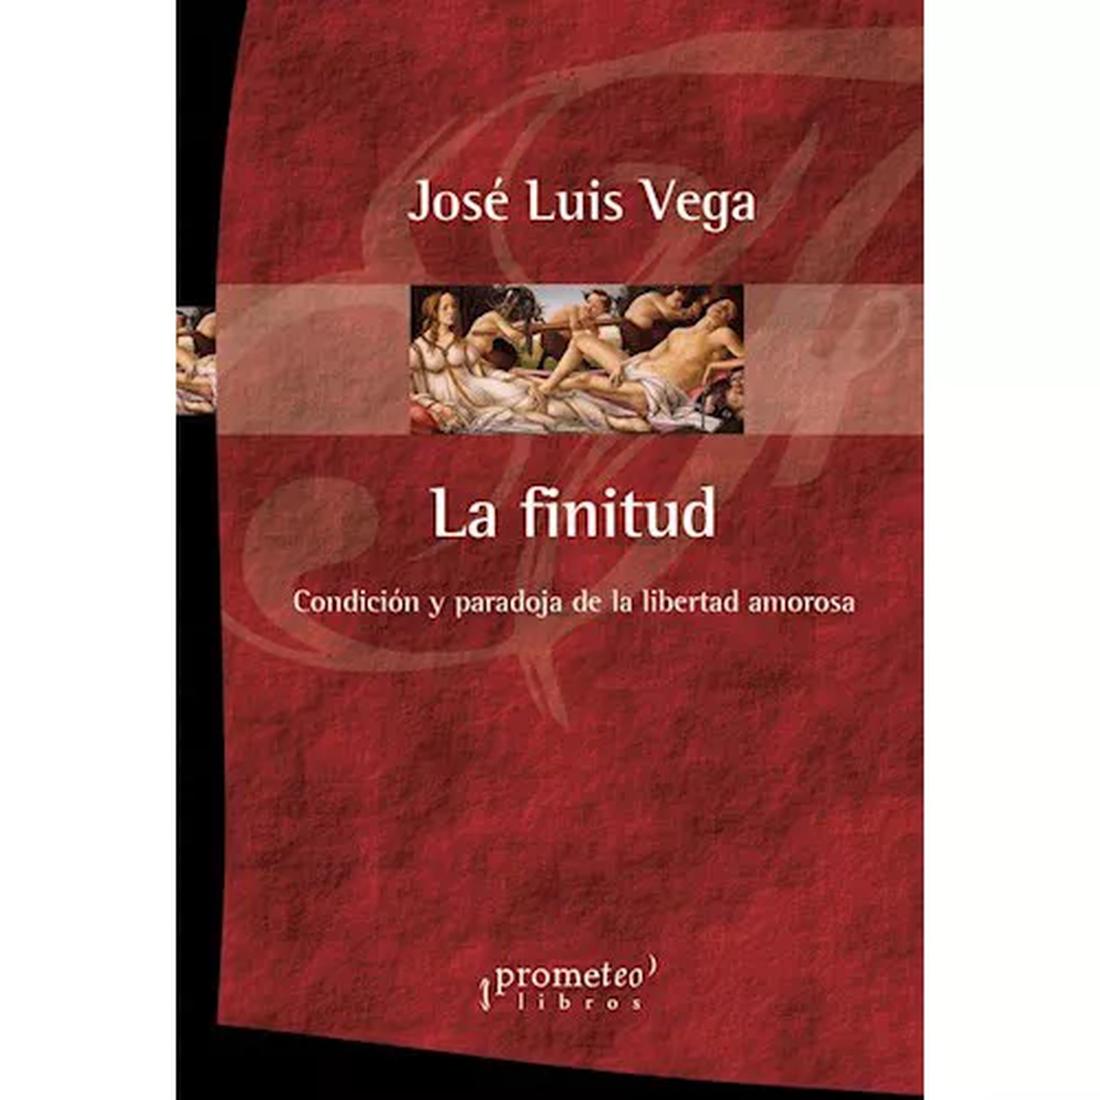 José Luis Vega
La finitud
Condición y paradoja de la libertad amorosa
prometeo
libros